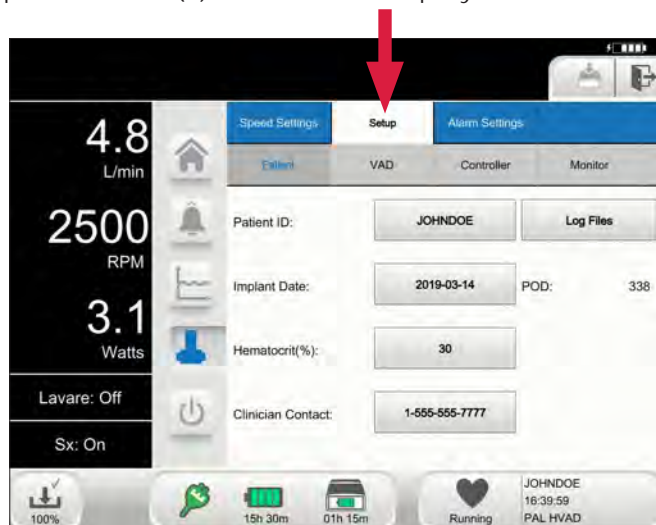 4.8
L/min
2500
RPM
3.1
Watts
Lavare: Off
Sx: On
Speed Settings Setup Alarm Settings
Patient VAD Controller Monitor
Patient ID: JOHNDOE Log Files
Implant Date: 2019-03-14 POD: 338
Hematocrit(%): 30
Clinician Contact: 1-555-555-7777
100%
15h 30m 01h 15m
Running
JOHNDOE
16:39:59
PAL HVAD